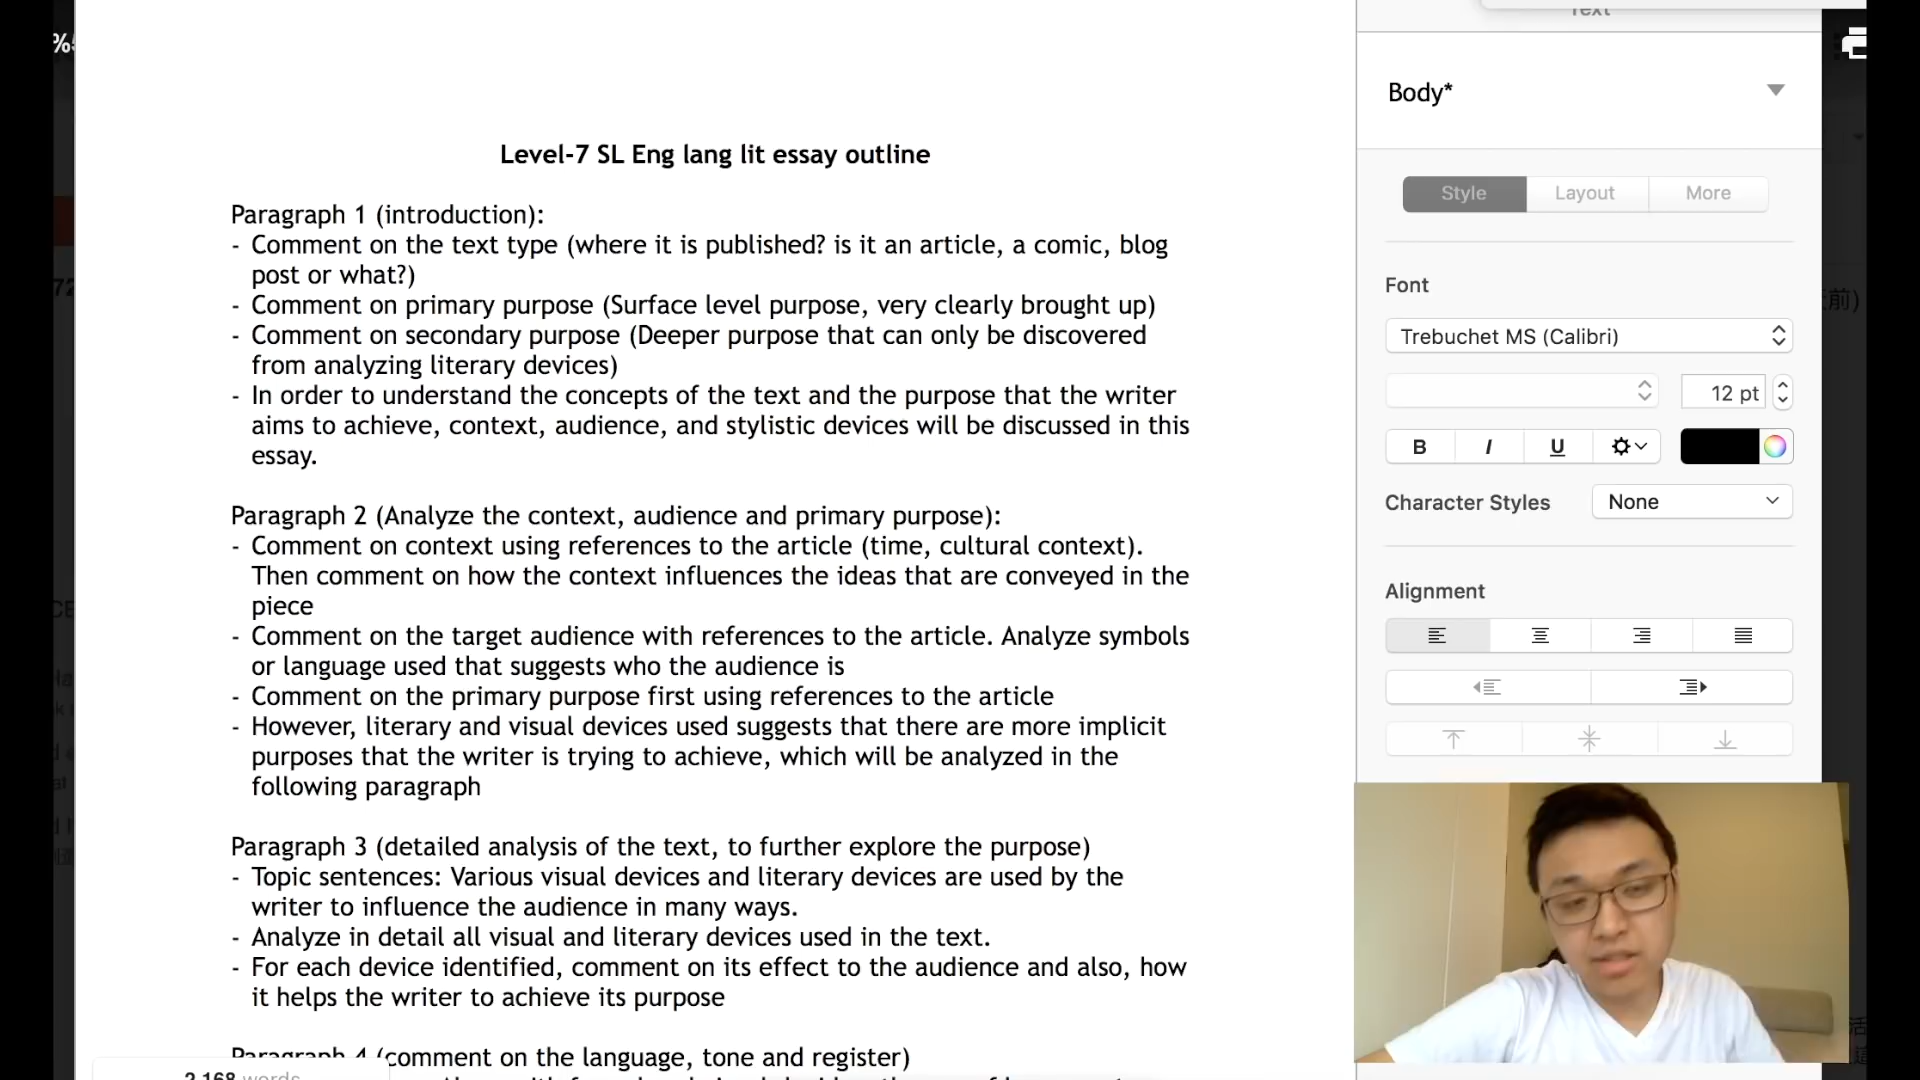 Level-7 SL Eng lang lit essay outline
Paragraph 1 (introduction):
- Comment on the text type (where it is published? is it an article, a comic, blog
post or what?)
- Comment on primary purpose (Surface level purpose, very clearly brought up)
- Comment on secondary purpose (Deeper purpose that can only be discovered
from analyzing literary devices)
- In order to understand the concepts of the text and the purpose that the writer
aims to achieve, context, audience, and stylistic devices will be discussed in this
essay.
Paragraph 2 (Analyze the context, audience and primary purpose):
- Comment on context using references to the article (time, cultural context).
Then comment on how the context influences the ideas that are conveyed in the
piece
- Comment on the target audience with references to the article. Analyze symbols
or language used that suggests who the audience is
- Comment on the primary purpose first using references to the article
- However, literary and visual devices used suggests that there are more implicit
purposes that the writer is trying to achieve, which will be analyzed in the
following paragraph
Paragraph 3 (detailed analysis of the text, to further explore the purpose)
- Topic sentences: Various visual devices and literary devices are used by the
writer to influence the audience in many ways.
- Analyze in detail all visual and literary devices used in the text.
- For each device identified, comment on its effect to the audience and also, how
it helps the writer to achieve its purpose
Paragraph 4 (comment on the language, tone and register)
2,168 words
Text
Body*
Style Layout More
Font
Trebuchet MS (Calibri)
12 pt
B I U
Character Styles None
Alignment
前)